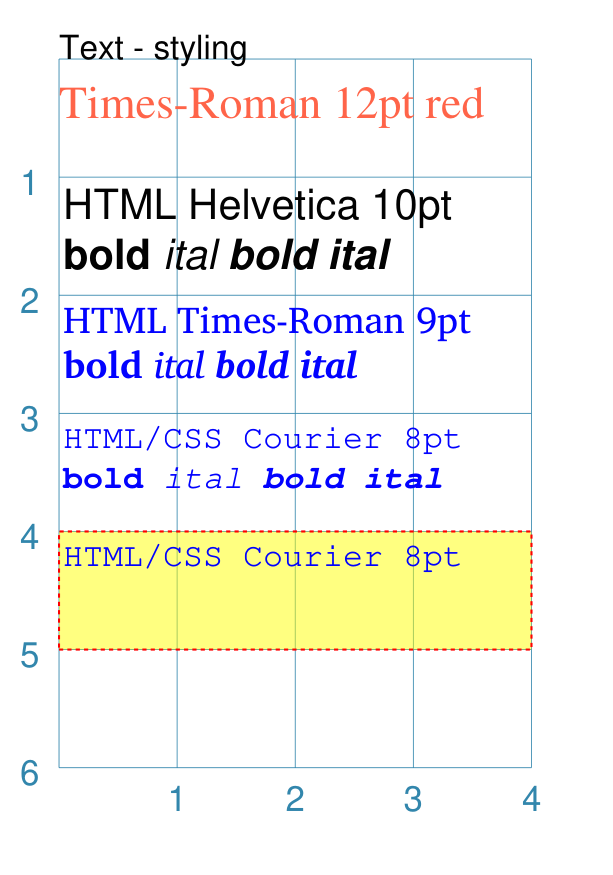 Text - styling
Times-Roman 12pt red
1
HTML Helvetica 10pt
bold ital bold ital
2
HTML Times-Roman 9pt
bold ital bold ital
3
HTML/CSS Courier 8pt
bold ital bold ital
4
HTML/CSS Courier 8pt
5
6
1 2 3 4